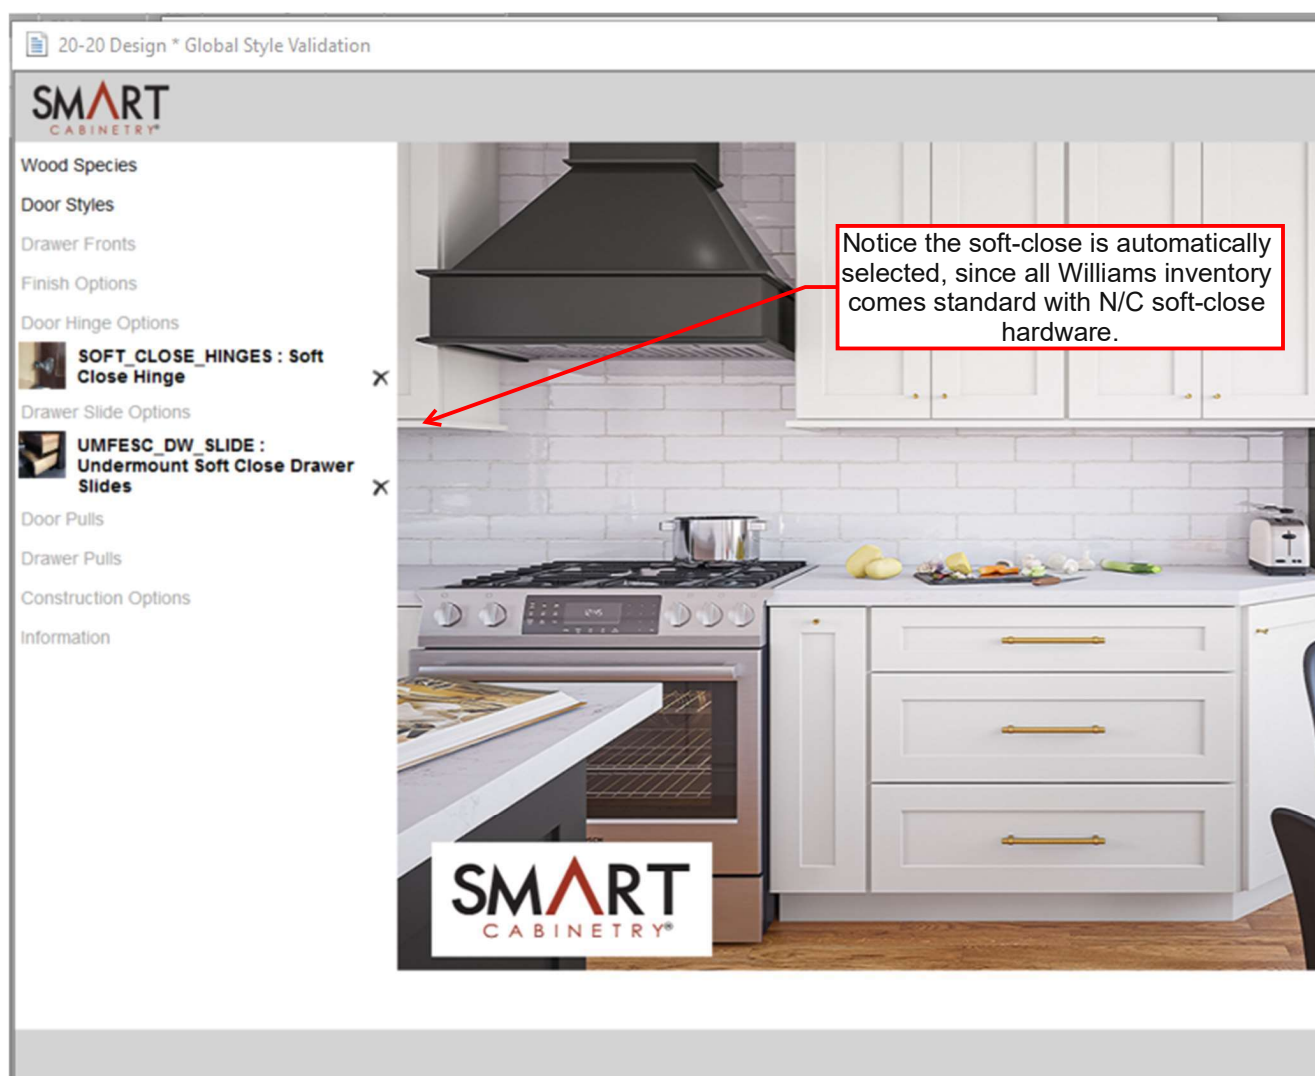 20-20 Design * Global Style Validation
SMART
CABINETRY®
Wood Species
Door Styles
Drawer Fronts
Finish Options
Door Hinge Options
SOFT_CLOSE_HINGES : Soft
Close Hinge
Drawer Slide Options
UMFESC_DW_SLIDE :
Undermount Soft Close Drawer
Slides
Door Pulls
Drawer Pulls
Construction Options
Information
Notice the soft-close is automatically
selected, since all Williams inventory
comes standard with N/C soft-close
hardware.
12:45
SMART
CABINETRY®